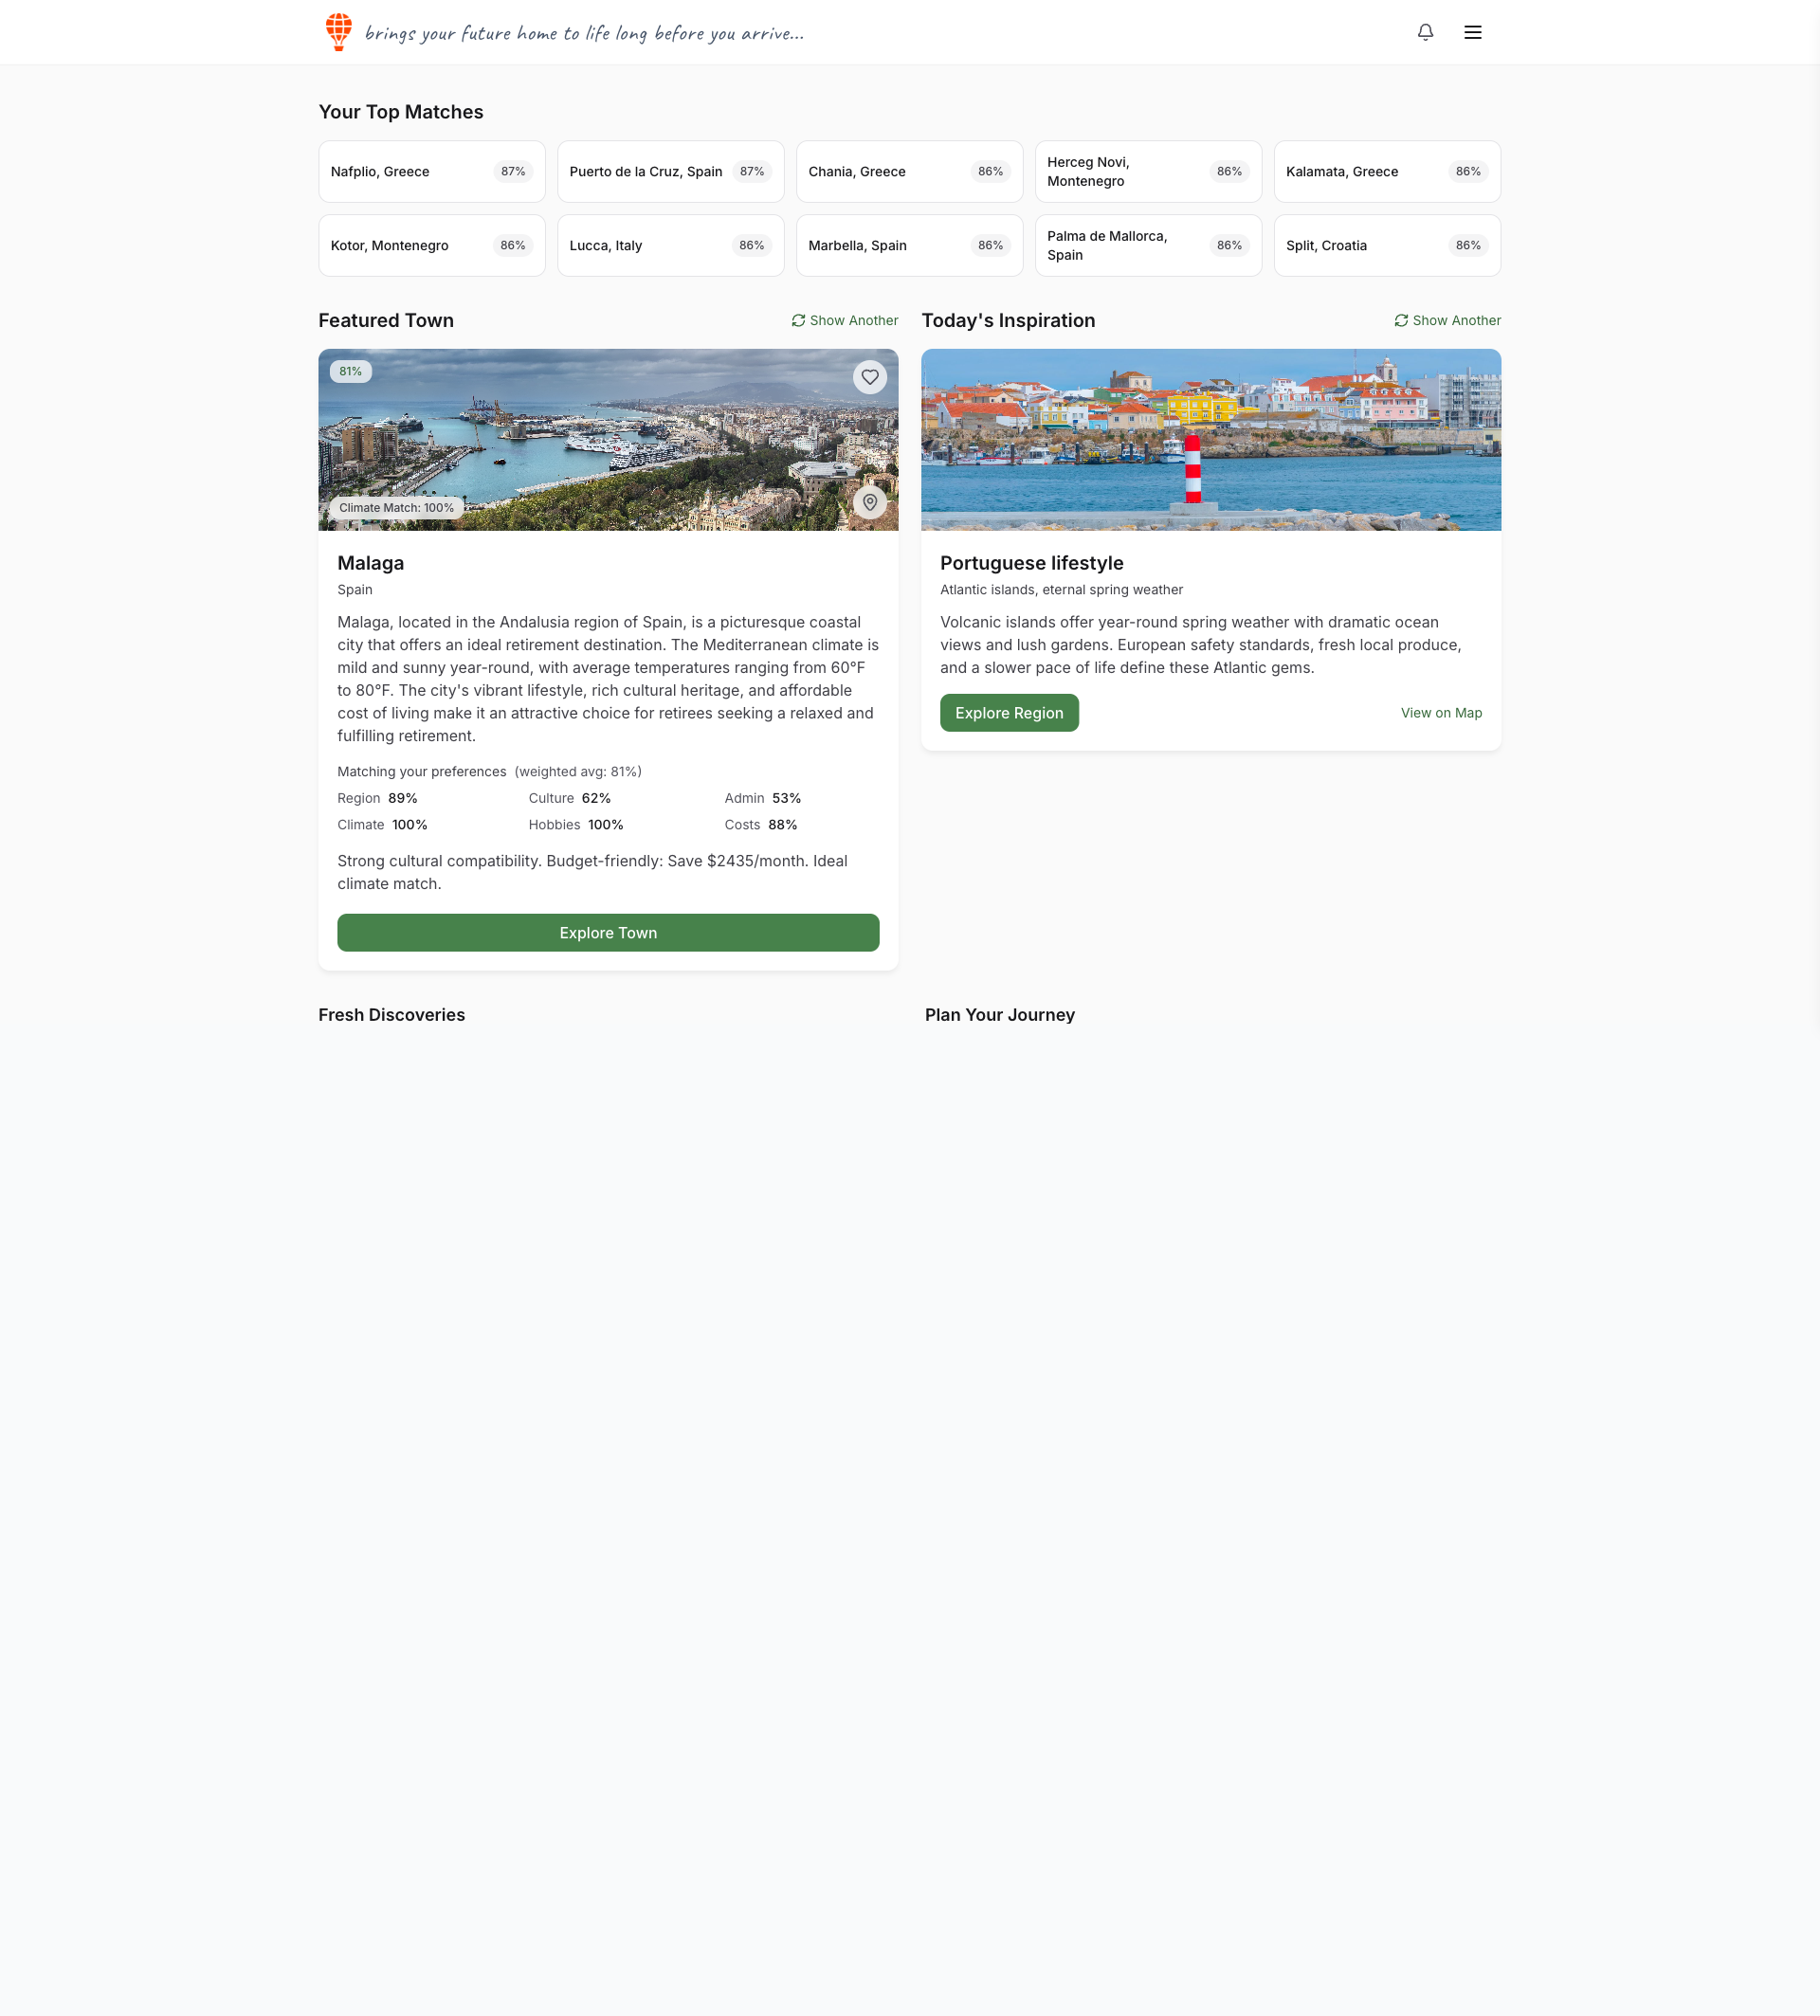 brings your future home to life long before you arrive...
Your Top Matches
Nafplio, Greece 87%
Puerto de la Cruz, Spain 87%
Chania, Greece 86%
Herceg Novi,
Montenegro 86%
Kalamata, Greece 86%
Kotor, Montenegro 86%
Lucca, Italy 86%
Marbella, Spain 86%
Palma de Mallorca,
Spain 86%
Split, Croatia 86%
Featured Town
Show Another
81%
Climate Match: 100%
Malaga
Spain
Malaga, located in the Andalusia region of Spain, is a picturesque coastal
city that offers an ideal retirement destination. The Mediterranean climate is
mild and sunny year-round, with average temperatures ranging from 60°F
to 80°F. The city's vibrant lifestyle, rich cultural heritage, and affordable
cost of living make it an attractive choice for retirees seeking a relaxed and
fulfilling retirement.
Matching your preferences (weighted avg: 81%)
Region 89% Culture 62% Admin 53%
Climate 100% Hobbies 100% Costs 88%
Strong cultural compatibility. Budget-friendly: Save $2435/month. Ideal
climate match.
Explore Town
Today's Inspiration
Show Another
Portuguese lifestyle
Atlantic islands, eternal spring weather
Volcanic islands offer year-round spring weather with dramatic ocean
views and lush gardens. European safety standards, fresh local produce,
and a slower pace of life define these Atlantic gems.
Explore Region
View on Map
Fresh Discoveries
Plan Your Journey